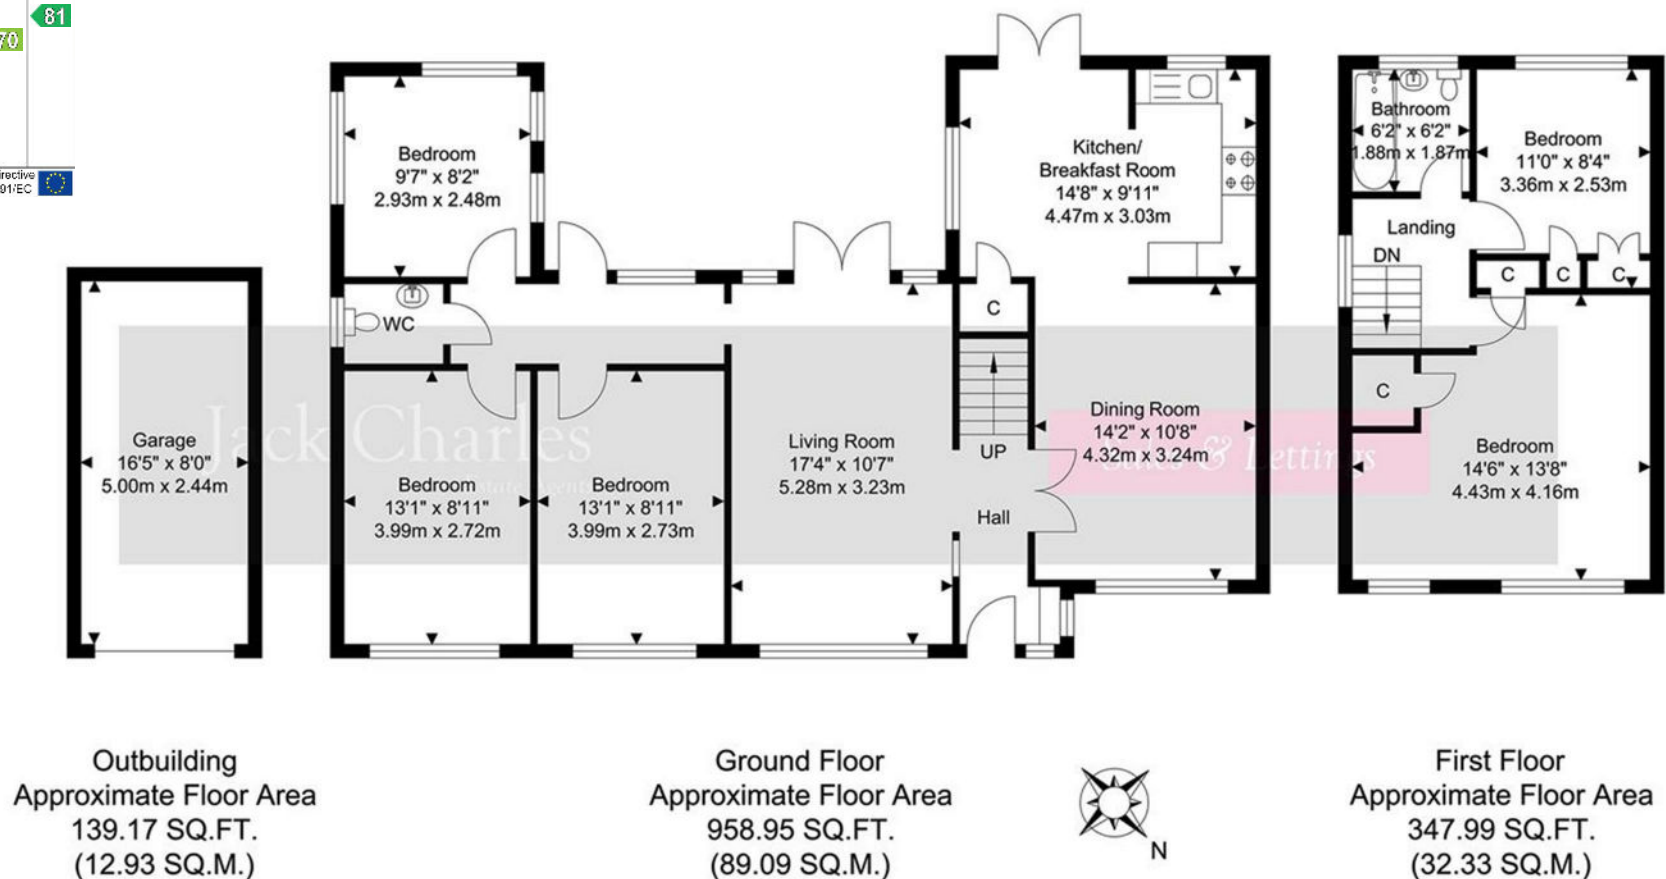 81
70
irective
91/EC
Bedroom
9'7" x 8'2"
2.93m x 2.48m
Kitchen/
Breakfast Room
14'8" x 9'11"
4.47m x 3.03m
Bathroom
6'2" x 6'2"
1.88m x 1.87m
Bedroom
11'0" x 8'4"
3.36m x 2.53m
Landing
DN
C
C
C
C
WC
C
Jack Charles
Estate Agents
Sales & Lettings
Garage
16'5" x 8'0"
5.00m x 2.44m
Bedroom
13'1" x 8'11"
3.99m x 2.72m
Bedroom
13'1" x 8'11"
3.99m x 2.73m
Living Room
17'4" x 10'7"
5.28m x 3.23m
UP
Hall
Dining Room
14'2" x 10'8"
4.32m x 3.24m
Bedroom
14'6" x 13'8"
4.43m x 4.16m
Outbuilding
Approximate Floor Area
139.17 SQ.FT.
(12.93 SQ.M.)
Ground Floor
Approximate Floor Area
958.95 SQ.FT.
(89.09 SQ.M.)
N
First Floor
Approximate Floor Area
347.99 SQ.FT.
(32.33 SQ.M.)